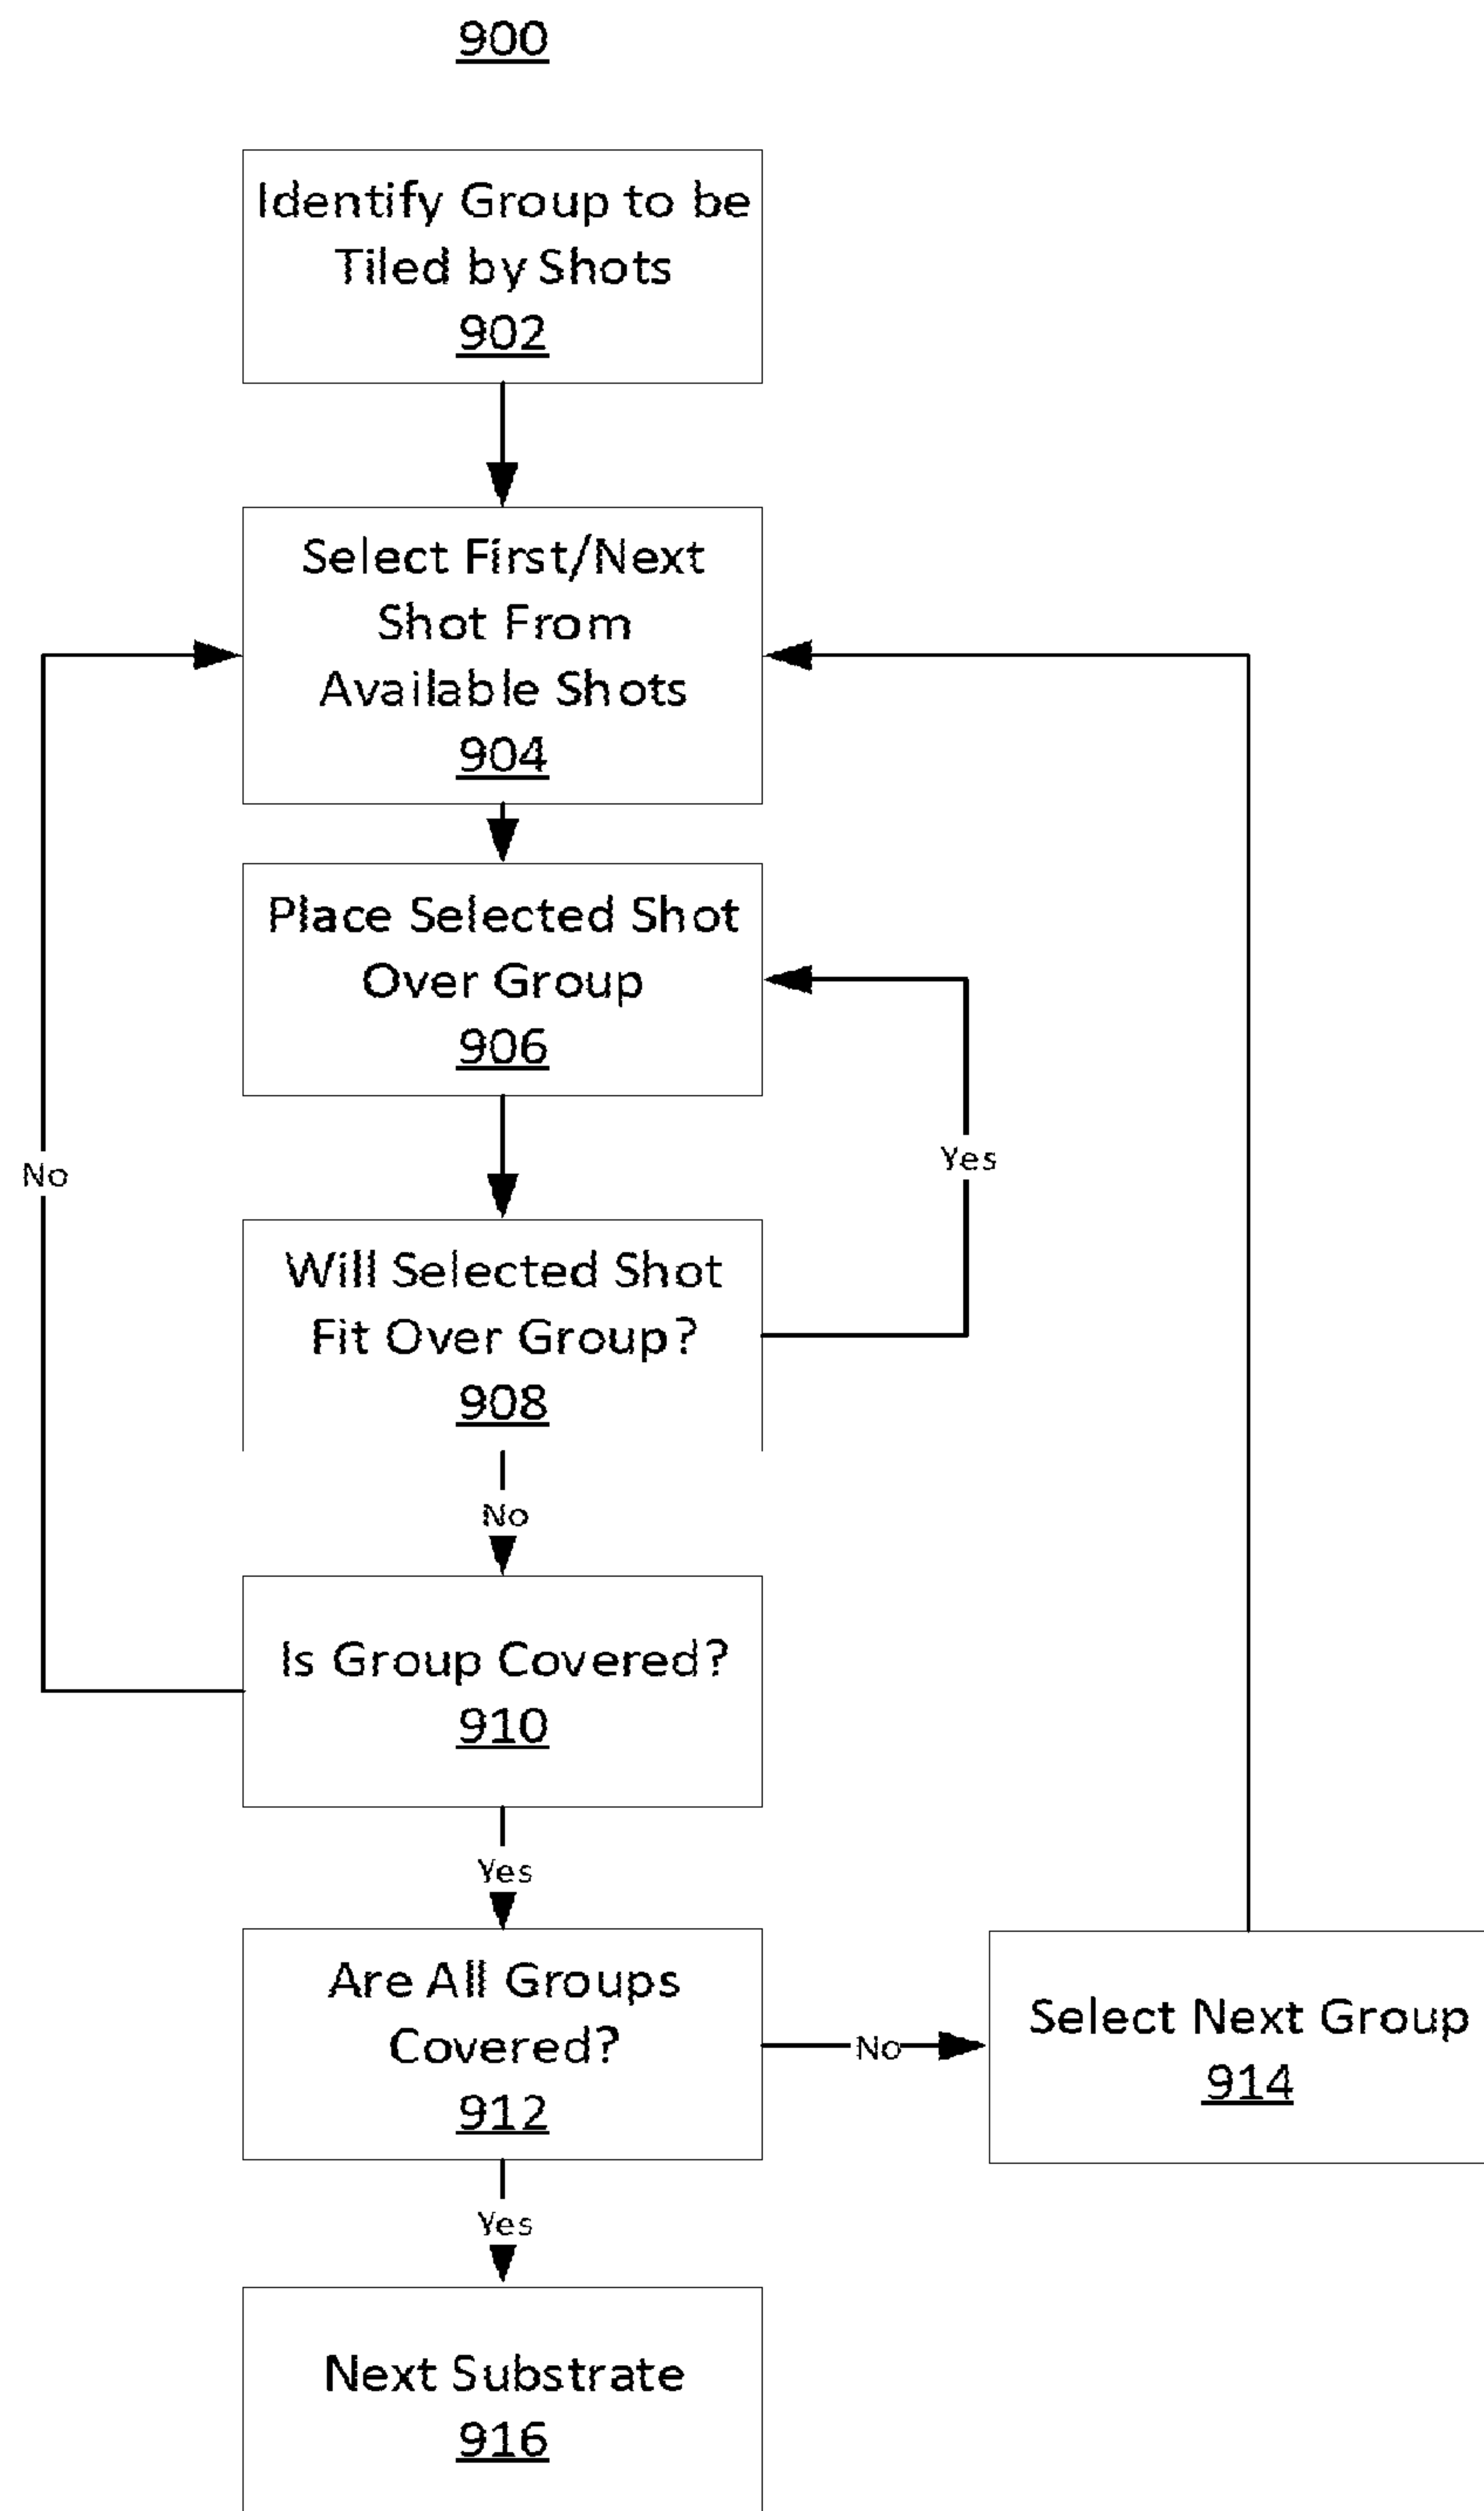 900
Identify Group to be
Tiled by Shots
902
Select First/Next
Shot From
Available Shots
904
Place Selected Shot
Over Group
906
Yes
No
Will Selected Shot
Fit Over Group?
908
No
Is Group Covered?
910
Yes
Are All Groups
Covered?
912
No
Select Next Group
914
Yes
Next Substrate
916